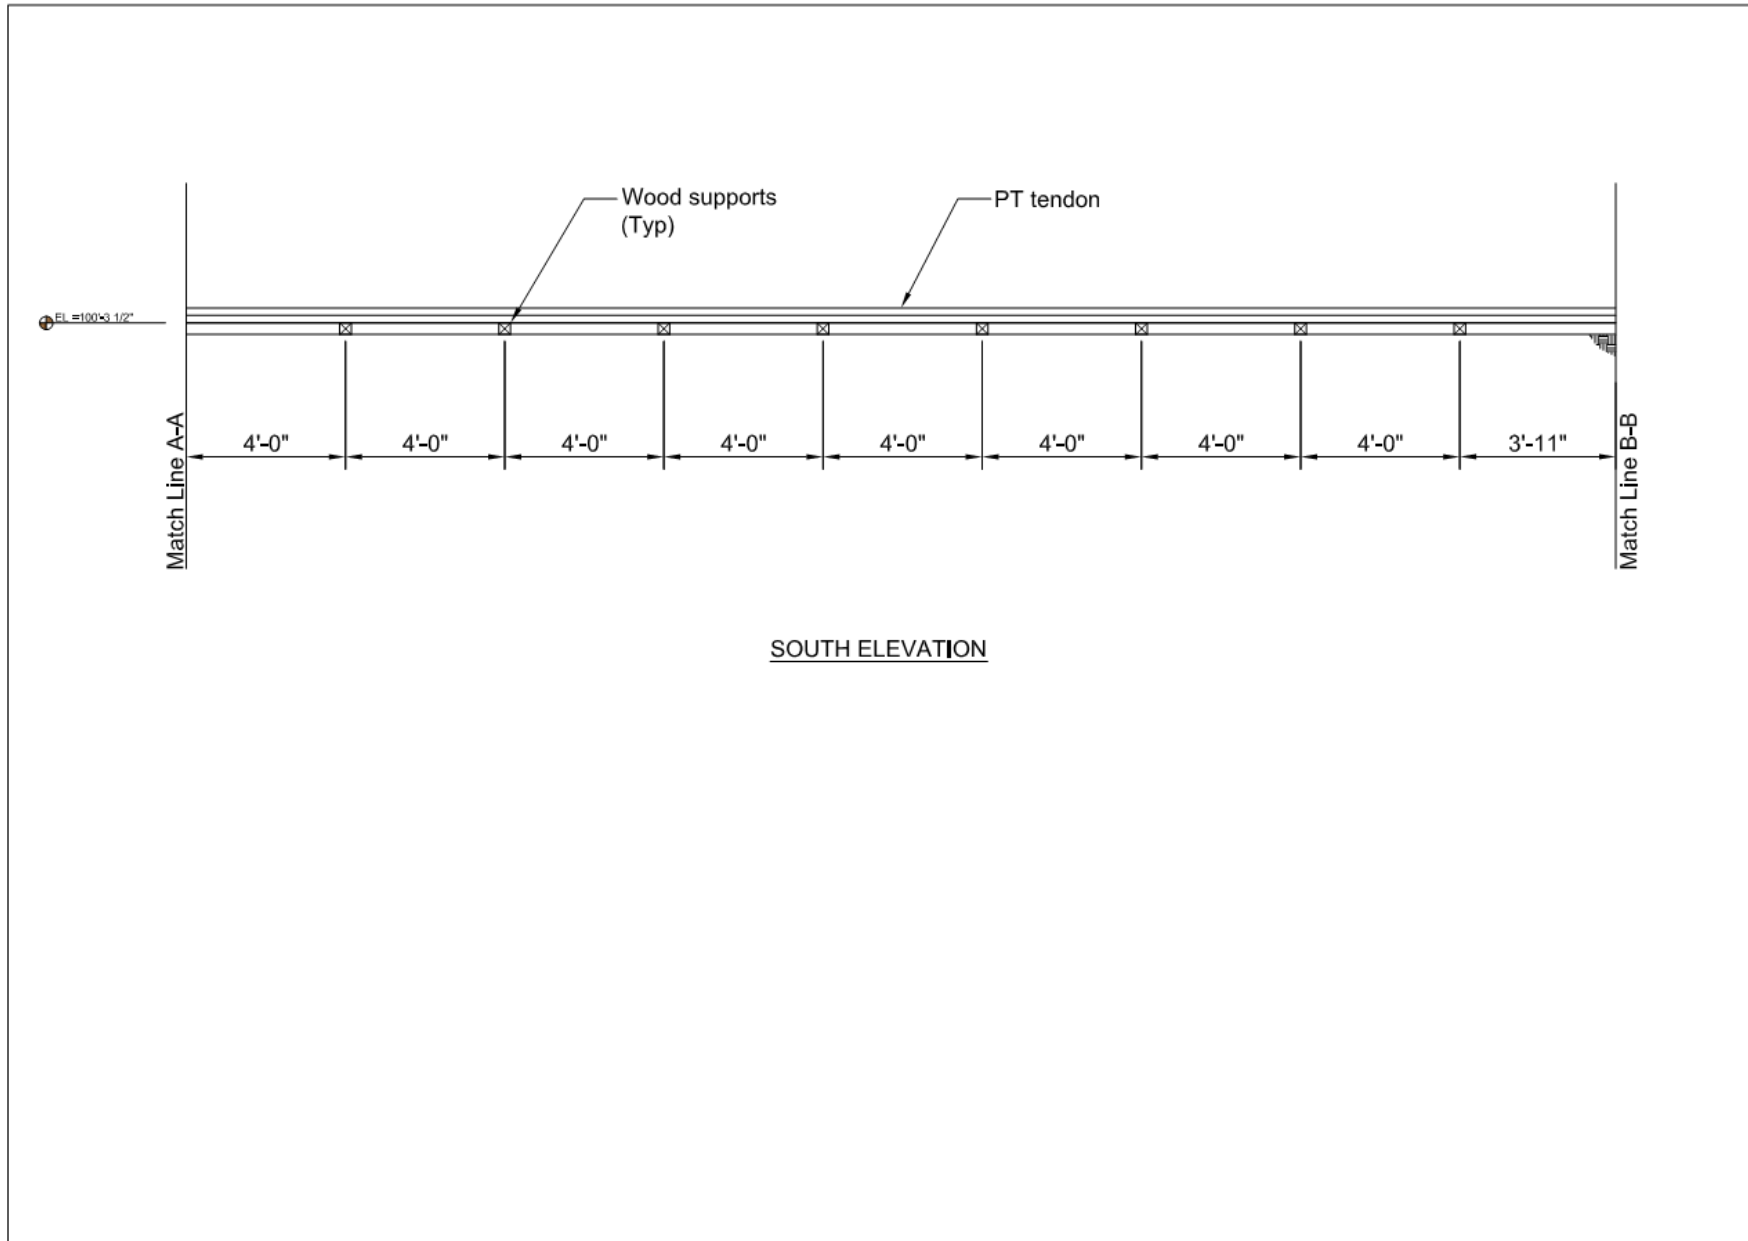 Wood supports
(Typ)
PT tendon
EL =100'-3 1/2"
Match Line A-A
4'-0"
4'-0"
4'-0"
4'-0"
4'-0"
4'-0"
4'-0"
4'-0"
3'-11"
Match Line B-B
SOUTH ELEVATION